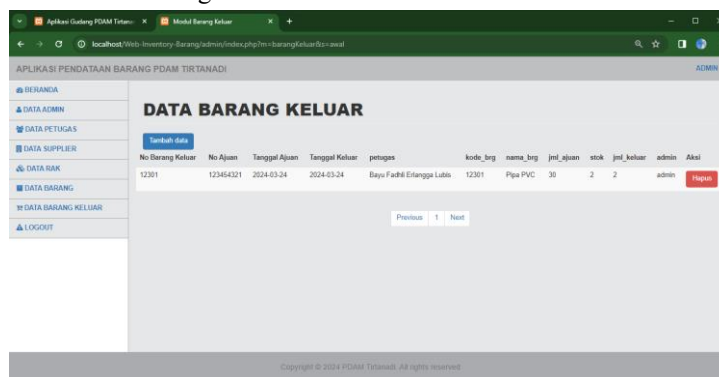 Aplikasi Gudang PDAM Tirtana
Modul Barang Keluar
localhost/Web-Inventory-Barang/admin/index.php?m=barangKeluar&s=awal
APLIKASI PENDATAAN BARANG PDAM TIRTANADI
ADMIN
BERANDA
DATA ADMIN
DATA PETUGAS
DATA SUPPLIER
DATA RAK
DATA BARANG
DATA BARANG KELUAR
LOGOUT
DATA BARANG KELUAR
Tambah data
No Barang Keluar No Ajuan Tanggal Ajuan Tanggal Keluar petugas kode_brg nama_brg jml_ajuan stok jml_keluar admin Aksi
12301 123454321 2024-03-24 2024-03-24 Bayu Fadhli Erlangga Lubis 12301 Pipa PVC 30 2 2 admin Hapus
Previous 1 Next
Copyright © 2024 PDAM Tirtanadi. All rights reserved